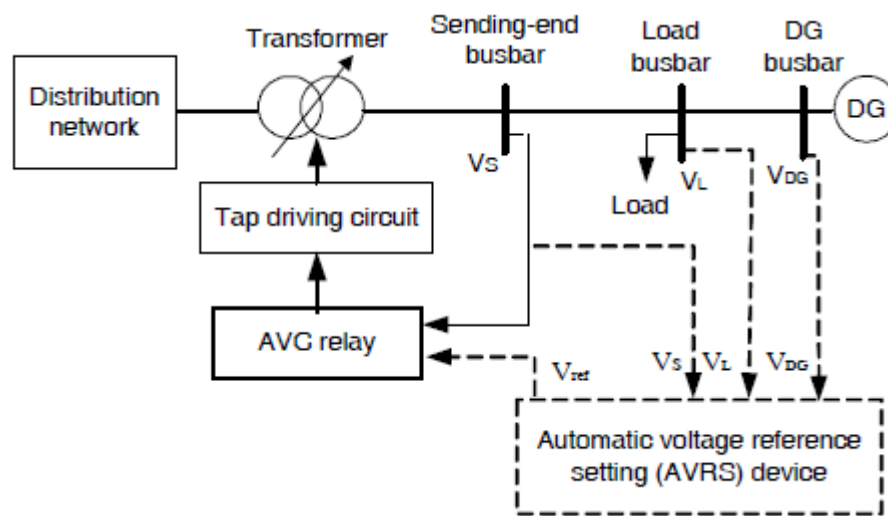 Transformer
Sending-end
busbar
Load
busbar
DG
busbar
Distribution
network
DG
VS
VL
VDG
Load
Tap driving circuit
AVC relay
Vref
VS
VL
VDG
Automatic voltage reference
setting (AVRS) device